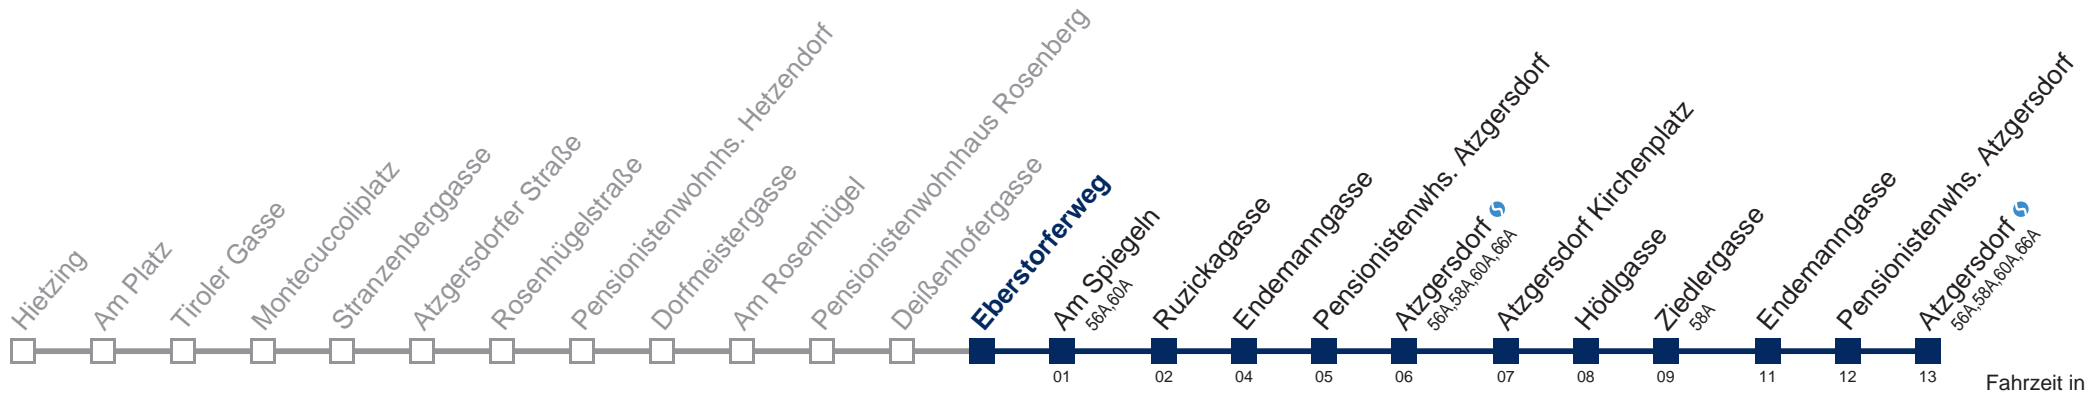 Hietzing
Am Platz
Tiroler Gasse
Montecuccoliplatz
Stranzenberggasse
Atzgersdorfer Straße
Rosenhügelstraße
Pensionistenwohnhs. Hetzendorf
Dorfmeistergasse
Am Rosenhügel
Pensionistenwohnhaus Rosenberg
Deißenhofergasse
Eberstorferweg
Am Spiegeln
56A,60A
Ruzickagasse
Endemanngasse
Pensionistenwhs. Atzgersdorf
Atzgersdorf
56A,58A,60A,66A
Atzgersdorf Kirchenplatz
Hödlgasse
Ziedlergasse
58A
Endemanngasse
Pensionistenwhs. Atzgersdorf
Atzgersdorf
56A,58A,60A,66A
01 02 04 05 06 07 08 09 11 12 13
Fahrzeit in